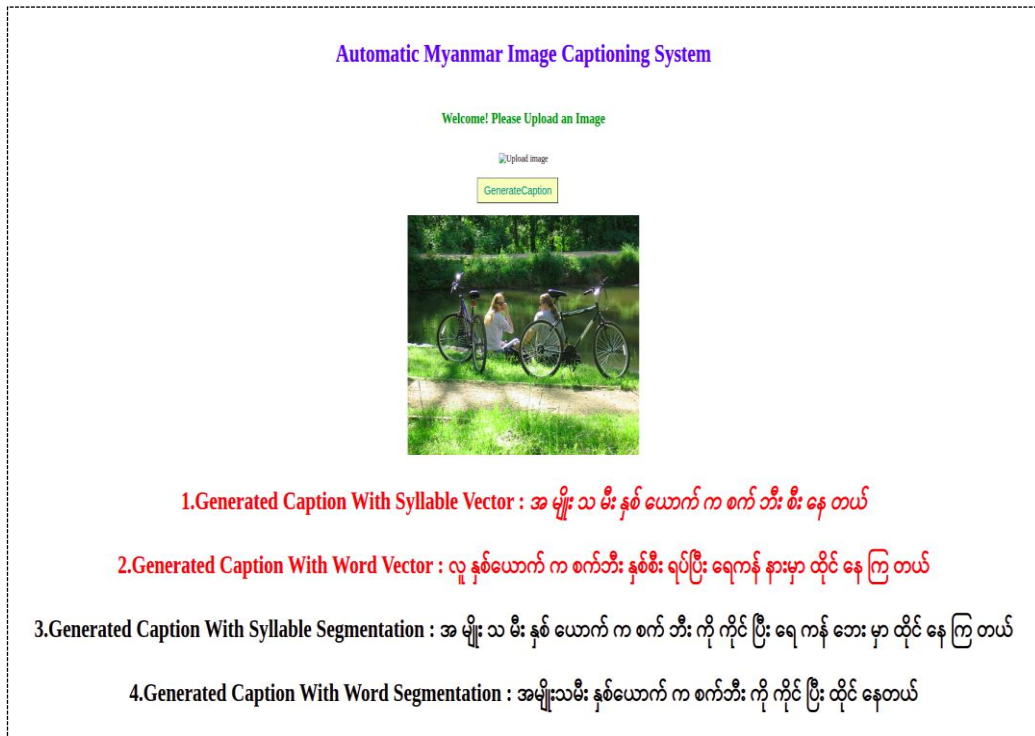 Automatic Myanmar Image Captioning System
Welcome! Please Upload an Image
Upload image
GenerateCaption
1.Generated Caption With Syllable Vector : အ မျိုး သ မီး နှစ် ယောက် က စက် ဘီး စီး နေ တယ်
2.Generated Caption With Word Vector : လူ နှစ်ယောက် က စက်ဘီး နှစ်စီး ရပ်ပြီး ရေကန် နားမှာ ထိုင် နေ ကြ တယ်
3.Generated Caption With Syllable Segmentation : အ မျိုး သ မီး နှစ် ယောက် က စက် ဘီး ကို ကိုင် ပြီး ရေ ကန် ဘေး မှာ ထိုင် နေ ကြ တယ်
4.Generated Caption With Word Segmentation : အမျိုးသမီး နှစ်ယောက် က စက်ဘီး ကို ကိုင် ပြီး ထိုင် နေတယ်